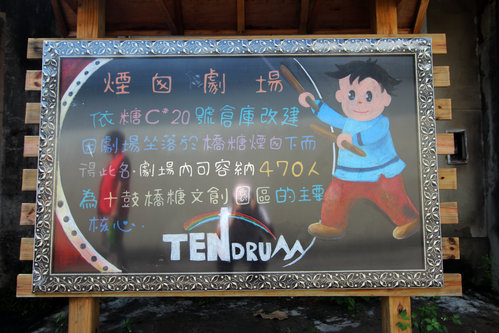 煙囪劇場
依糖C#20號倉庫改建
因劇場坐落於橋糖煙囪下而
得此名，劇場內可容納470人
為十鼓橋糖文創園區的主要
核心。
TENDRUM